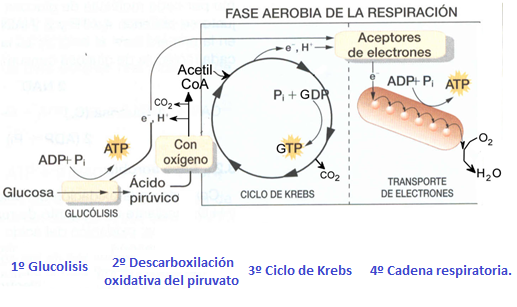 FASE AEROBIA DE LA RESPIRACIÓN
e⁻, H⁺
Aceptores
de electrones
Acetil
CoA
CO₂
e⁻, H⁺
e⁻
ADP+ Pᵢ
ATP
Pᵢ + GDP
GTP
CO₂
Con
oxígeno
ADP+ Pᵢ
ATP
Glucosa
GLUCÓLISIS
Ácido
pirúvico
O₂
H₂O
CICLO DE KREBS
TRANSPORTE
DE ELECTRONES
1º Glucolisis
2º Descarboxilación
oxidativa del piruvato
3º Ciclo de Krebs
4º Cadena respiratoria.